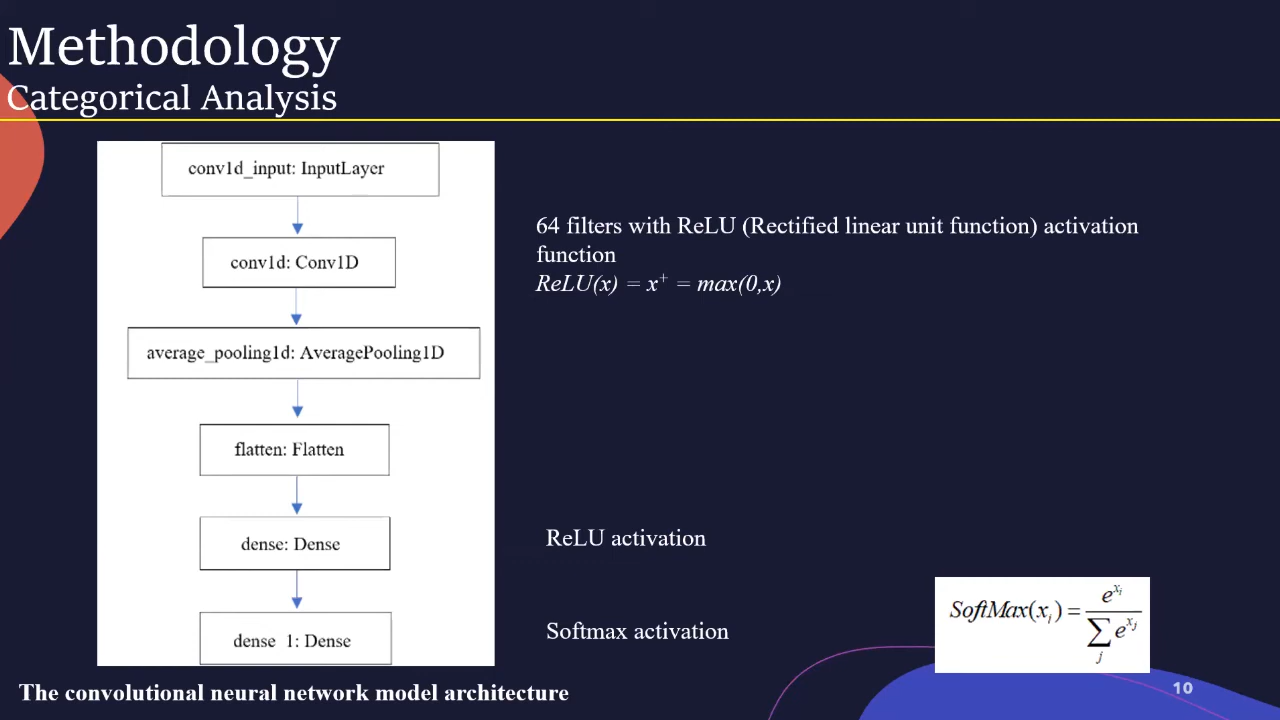 Methodology
Categorical Analysis
conv1d_input: InputLayer
conv1d: Conv1D
average_pooling1d: AveragePooling1D
flatten: Flatten
dense: Dense
dense 1: Dense
64 filters with ReLU (Rectified linear unit function) activation
function
ReLU(x) = x⁺ = max(0,x)
ReLU activation
Softmax activation
SoftMax(xᵢ) = e^{xᵢ} / ∑ⱼ e^{xⱼ}
The convolutional neural network model architecture
10